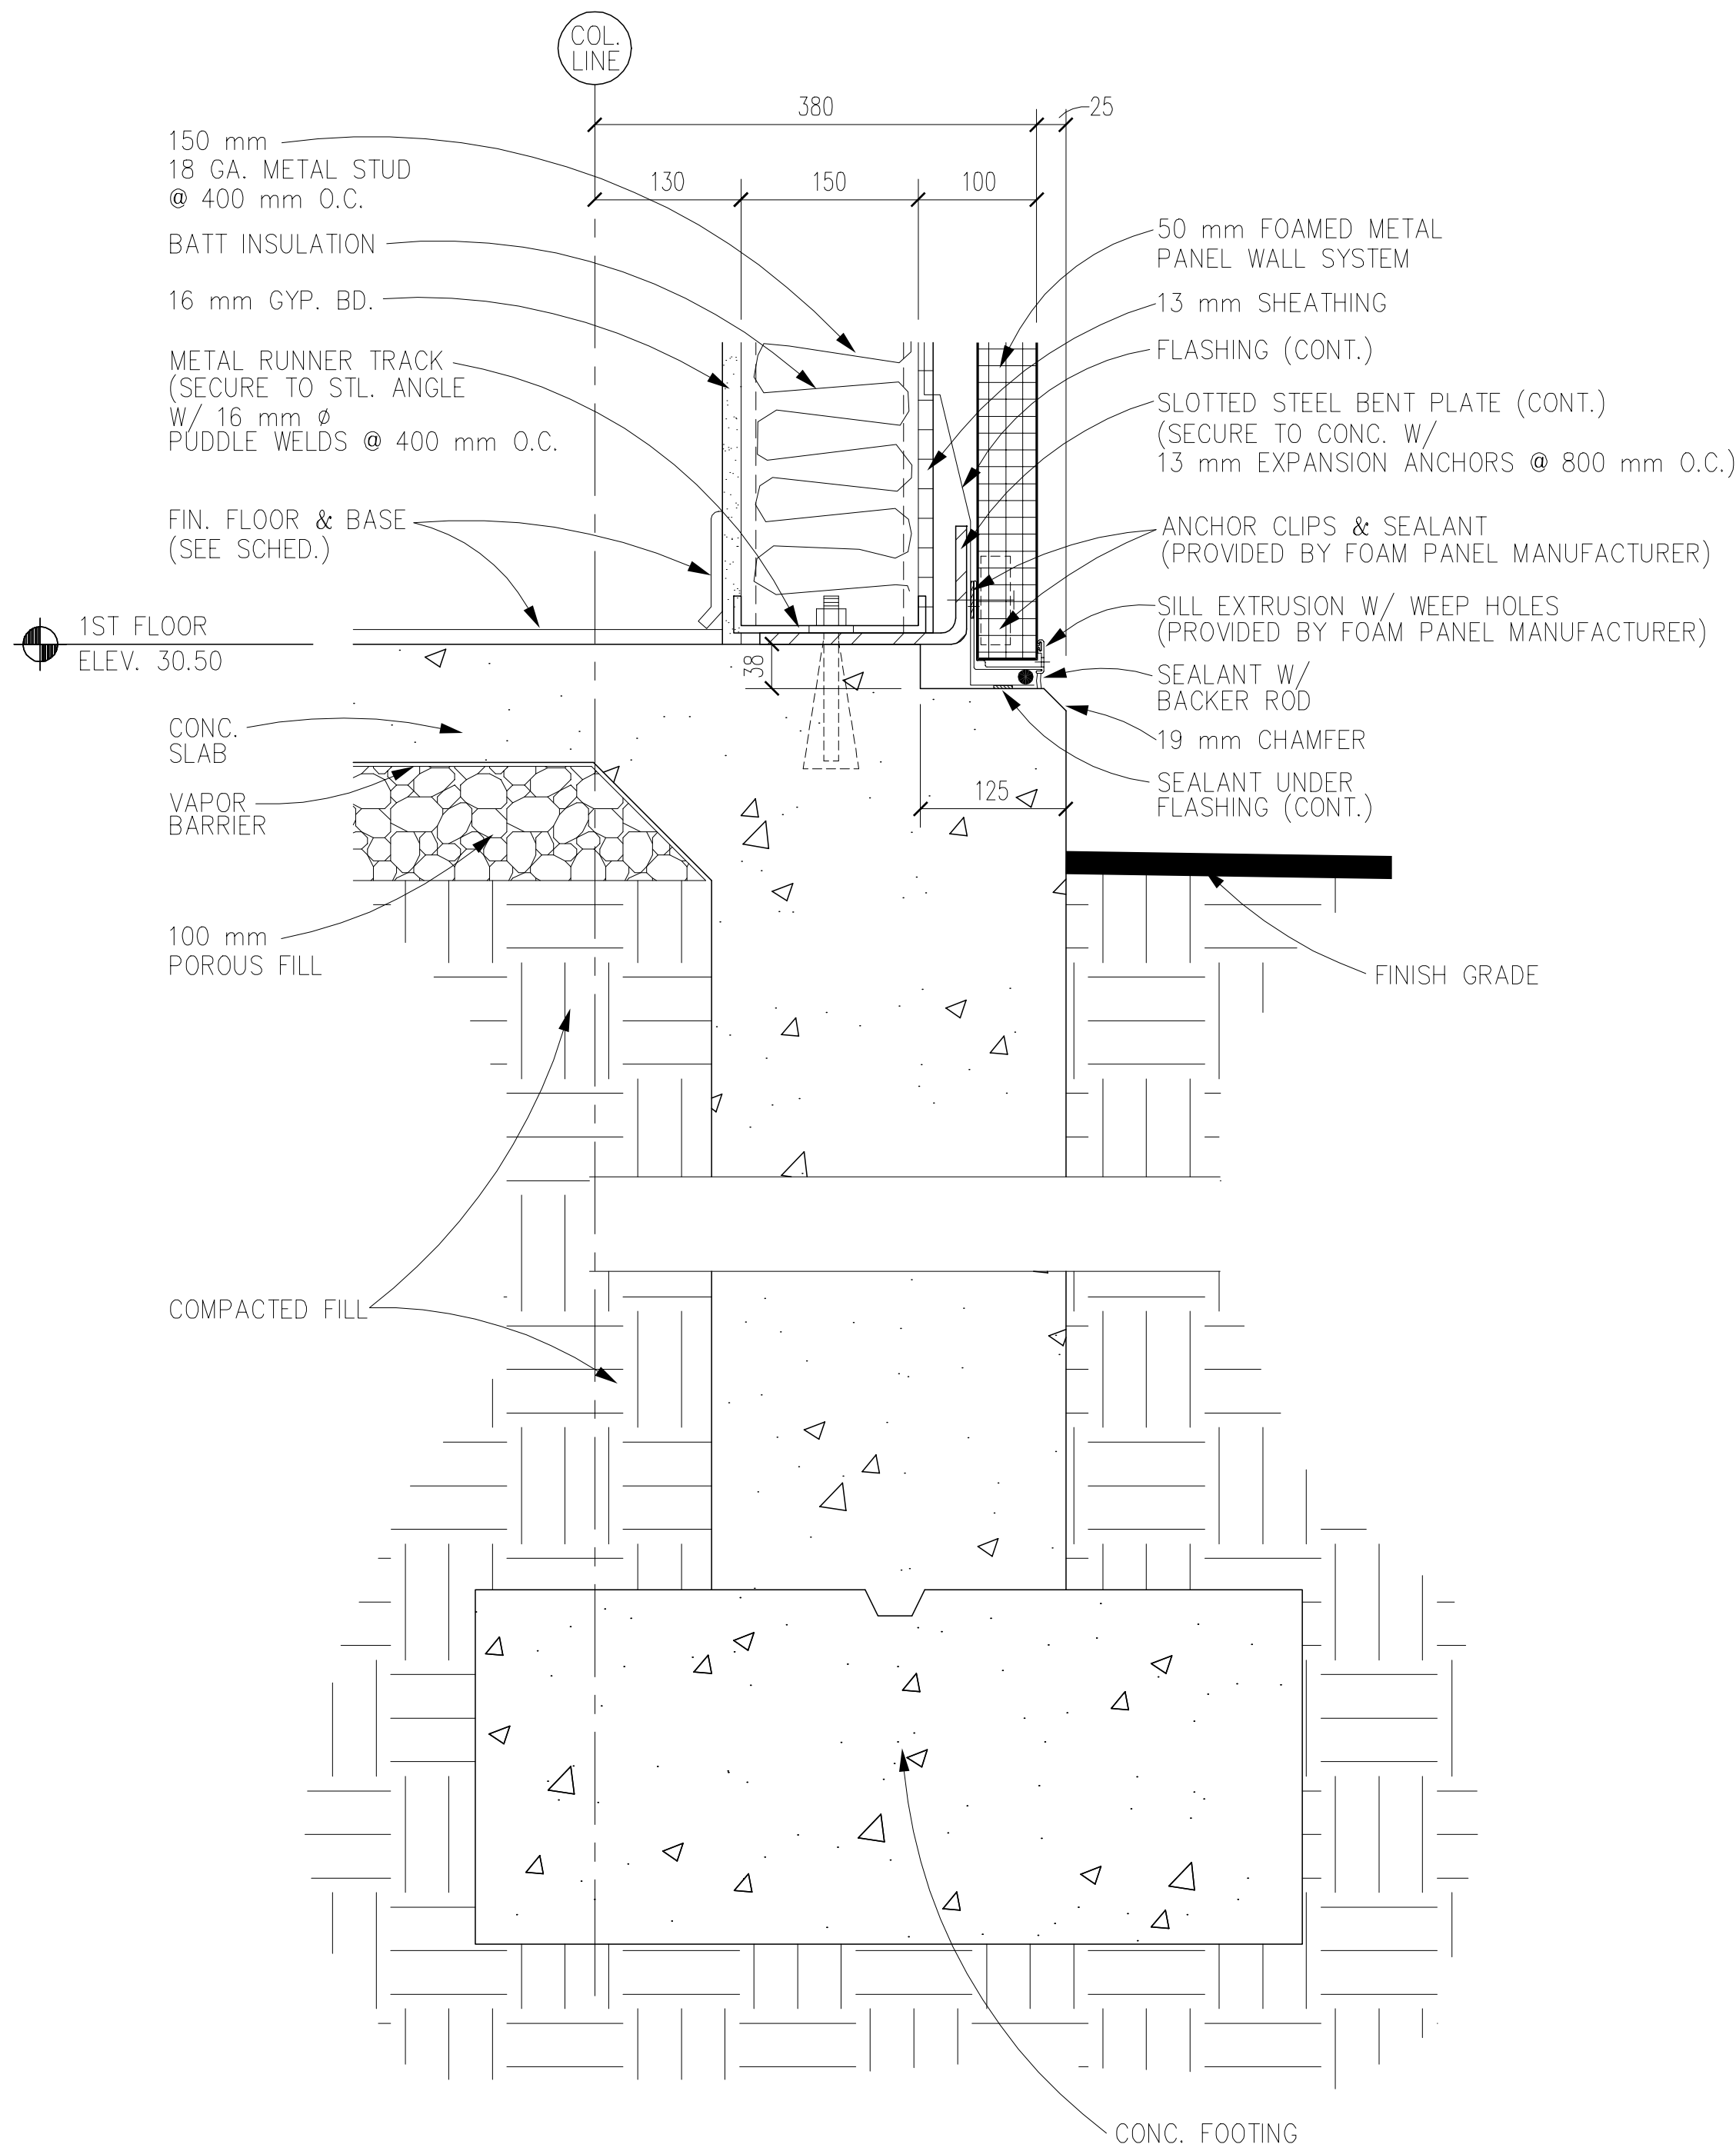 COL.
LINE
380
25
130
150
100
150 mm
18 GA. METAL STUD
@ 400 mm O.C.
BATT INSULATION
16 mm GYP. BD.
METAL RUNNER TRACK
(SECURE TO STL. ANGLE
W/ 16 mm ø
PUDDLE WELDS @ 400 mm O.C.
FIN. FLOOR & BASE
(SEE SCHED.)
1ST FLOOR
ELEV. 30.50
CONC.
SLAB
VAPOR
BARRIER
100 mm
POROUS FILL
COMPACTED FILL
38
125
50 mm FOAMED METAL
PANEL WALL SYSTEM
13 mm SHEATHING
FLASHING (CONT.)
SLOTTED STEEL BENT PLATE (CONT.)
(SECURE TO CONC. W/
13 mm EXPANSION ANCHORS @ 800 mm O.C.)
ANCHOR CLIPS & SEALANT
(PROVIDED BY FOAM PANEL MANUFACTURER)
SILL EXTRUSION W/ WEEP HOLES
(PROVIDED BY FOAM PANEL MANUFACTURER)
SEALANT W/
BACKER ROD
19 mm CHAMFER
SEALANT UNDER
FLASHING (CONT.)
FINISH GRADE
CONC. FOOTING